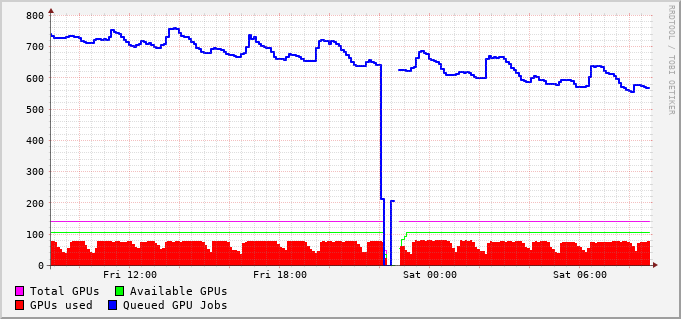 800
700
600
500
400
300
200
100
0
Fri 12:00 Fri 18:00 Sat 00:00 Sat 06:00
Total GPUs Available GPUs
GPUs used Queued GPU Jobs
RRDTOOL / TOBI OETIKER